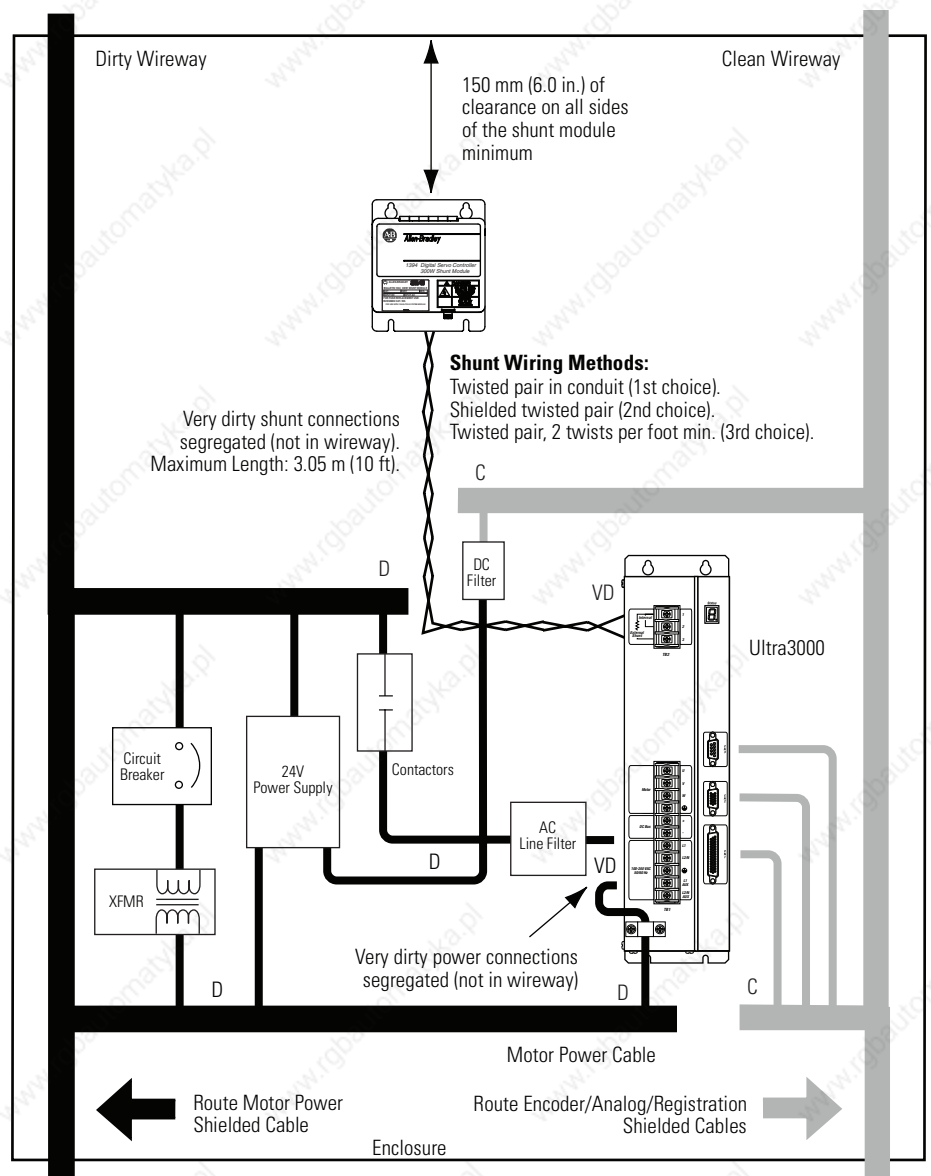 Dirty Wireway
Clean Wireway
150 mm (6.0 in.) of
clearance on all sides
of the shunt module
minimum
Allen-Bradley
1394 Digital Servo Controller
300W Shunt Module
Shunt Wiring Methods:
Twisted pair in conduit (1st choice).
Shielded twisted pair (2nd choice).
Twisted pair, 2 twists per foot min. (3rd choice).
Very dirty shunt connections
segregated (not in wireway).
Maximum Length: 3.05 m (10 ft).
C
D
DC
Filter
VD
Ultra3000
Circuit
Breaker
24V
Power Supply
Contactors
AC
Line Filter
D
VD
XFMR
Very dirty power connections
segregated (not in wireway)
D
D
C
Motor Power Cable
Route Motor Power
Shielded Cable
Route Encoder/Analog/Registration
Shielded Cables
Enclosure
www.rgbautomatyka.pl